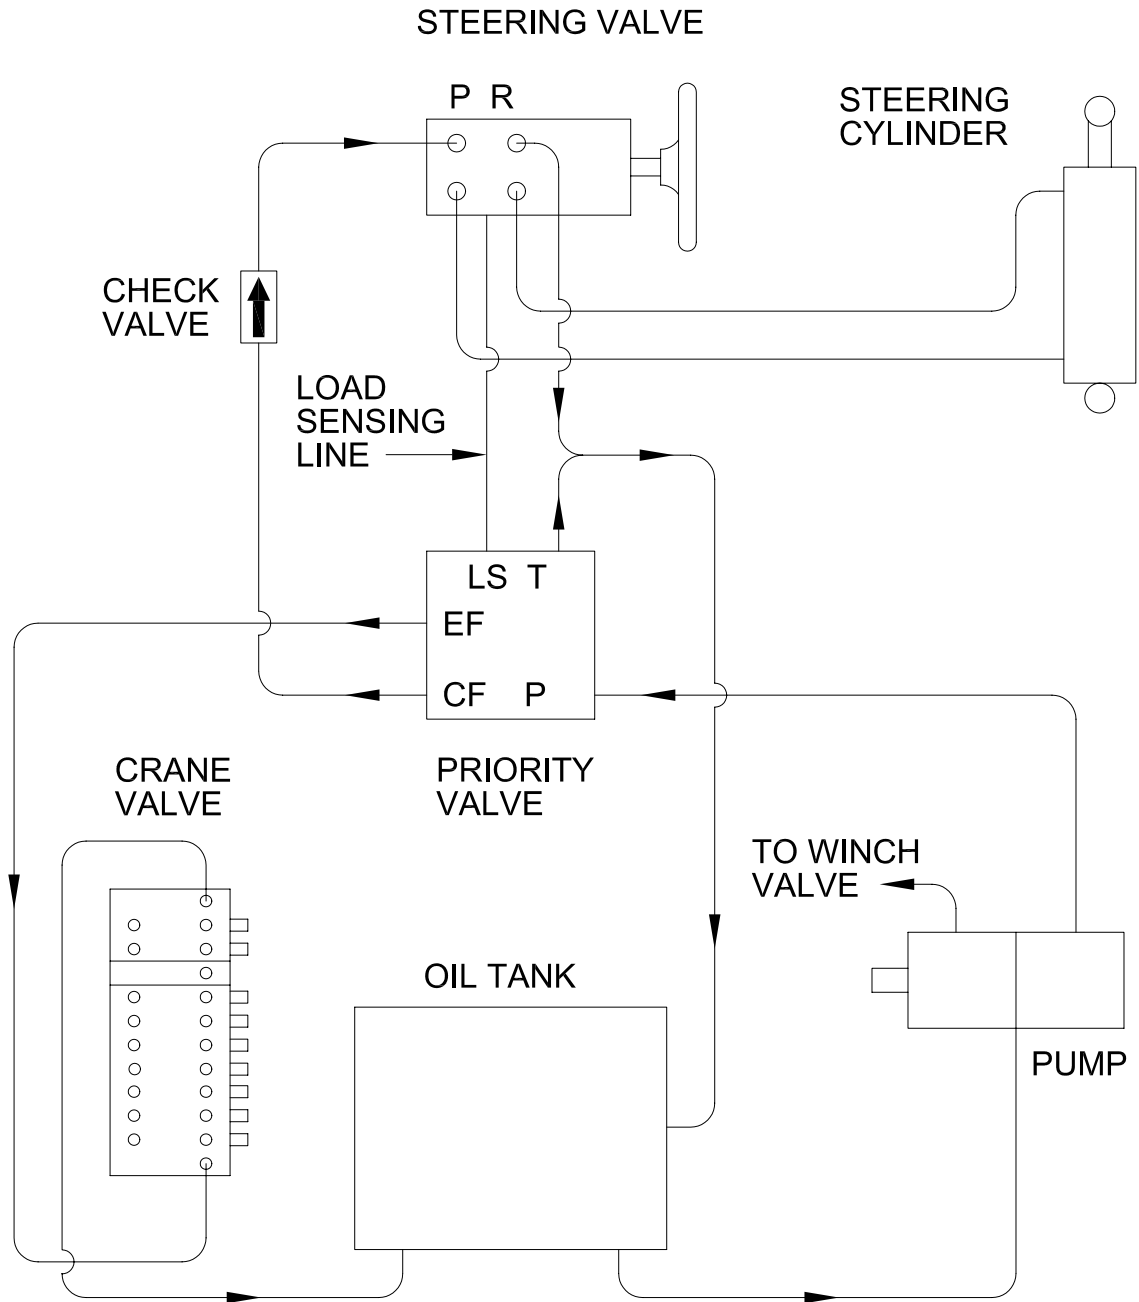 STEERING VALVE
P R
STEERING
CYLINDER
CHECK
VALVE
LOAD
SENSING
LINE
LS T
EF
CF P
CRANE
VALVE
PRIORITY
VALVE
TO WINCH
VALVE
OIL TANK
PUMP